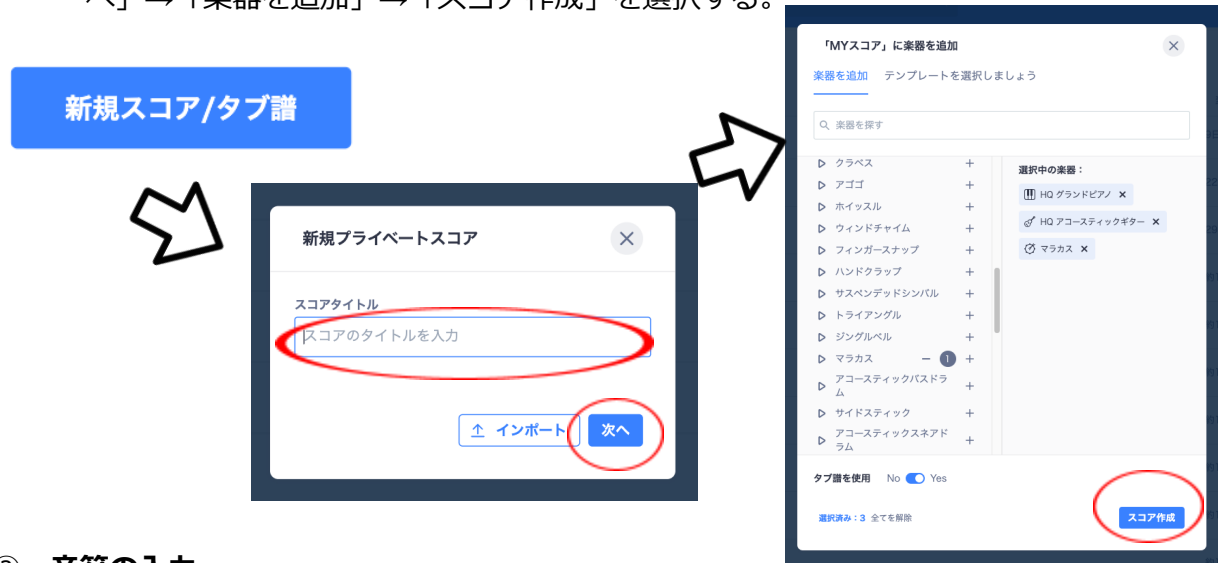 へ」→「楽器を追加」→「スコア作成」を選択する。
新規スコア/タブ譜
新規プライベートスコア
スコアタイトル
スコアのタイトルを入力
インポート
次へ
「MYスコア」に楽器を追加
楽器を追加 テンプレートを選択しましょう
楽器を探す
クラベス
アゴゴ
ホイッスル
ウィンドチャイム
フィンガースナップ
ハンドクラップ
サスペンデッドシンバル
トライアングル
ジングルベル
マラカス － 1 ＋
アコースティックバスドラ
ム
サイドスティック
アコースティックスネアド
ラム
選択中の楽器：
HQ グランドピアノ ×
HQ アコースティックギター ×
マラカス ×
タブ譜を使用 No Yes
選択済み：3 全てを解除
スコア作成